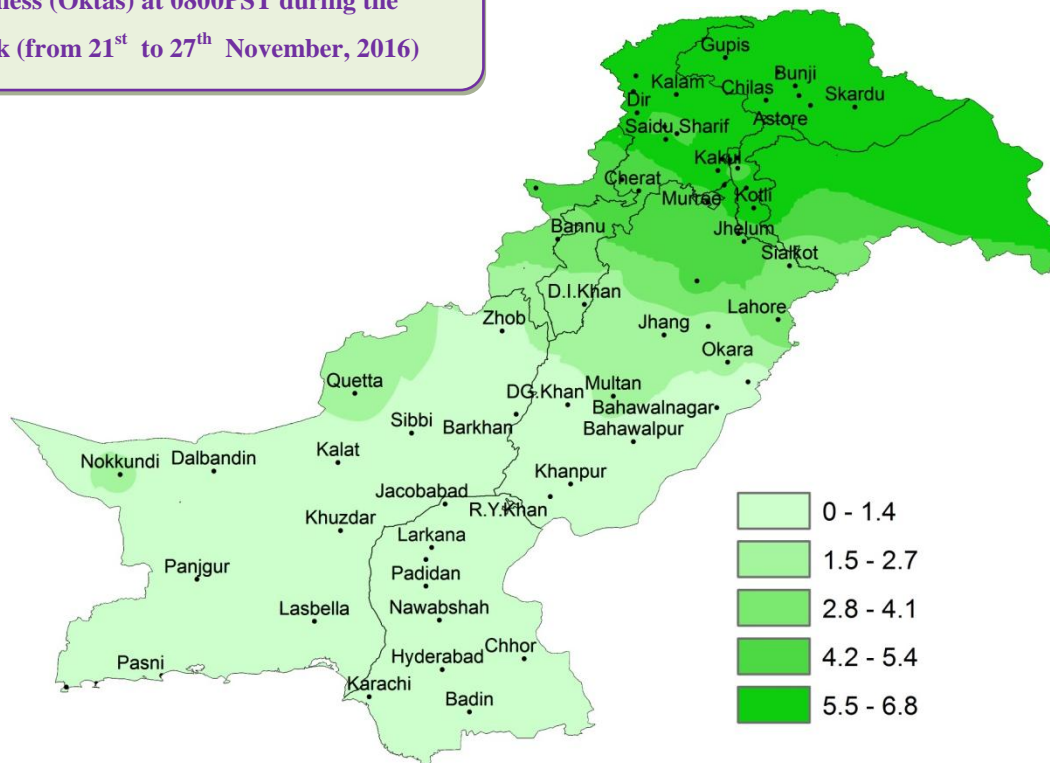 (Oktas) at 0800PST during the
(from 21st to 27th November, 2016)
Gupis
Bunji
Kalam
Chilas
Skardu
Dir
Astore
Saidu Sharif
Kakul
Cherat
Murree
Kotli
Bannu
Jhelum
Sialkot
D.I.Khan
Lahore
Zhob
Jhang
Okara
Quetta
DG.Khan
Multan
Bahawalnagar
Sibbi
Barkhan
Bahawalpur
Kalat
Nokkundi
Dalbandin
Khanpur
Jacobabad
R.Y.Khan
Khuzdar
Larkana
Panjgur
Padidan
Lasbella
Nawabshah
Chhor
Pasni
Hyderabad
Karachi
Badin
0 - 1.4
1.5 - 2.7
2.8 - 4.1
4.2 - 5.4
5.5 - 6.8